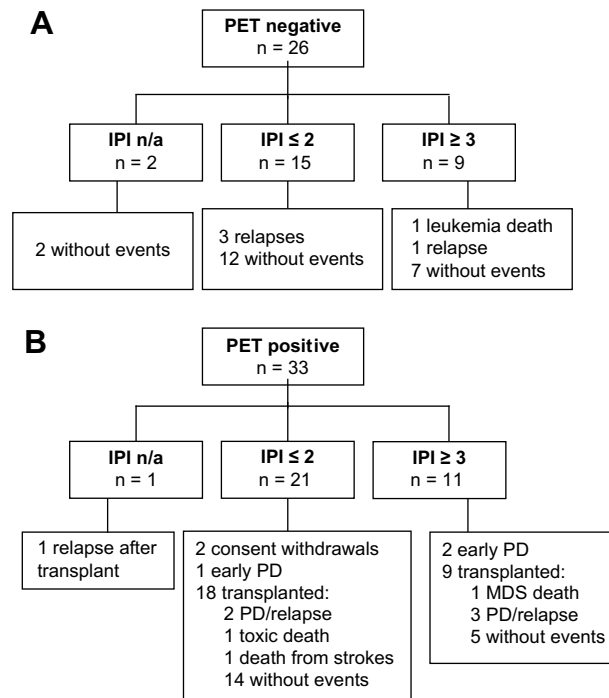 A
PET negative
n = 26
IPI n/a
n = 2
IPI ≤ 2
n = 15
IPI ≥ 3
n = 9
2 without events
3 relapses
12 without events
1 leukemia death
1 relapse
7 without events
B
PET positive
n = 33
IPI n/a
n = 1
IPI ≤ 2
n = 21
IPI ≥ 3
n = 11
1 relapse after
transplant
2 consent withdrawals
1 early PD
18 transplanted:
2 PD/relapse
1 toxic death
1 death from strokes
14 without events
2 early PD
9 transplanted:
1 MDS death
3 PD/relapse
5 without events